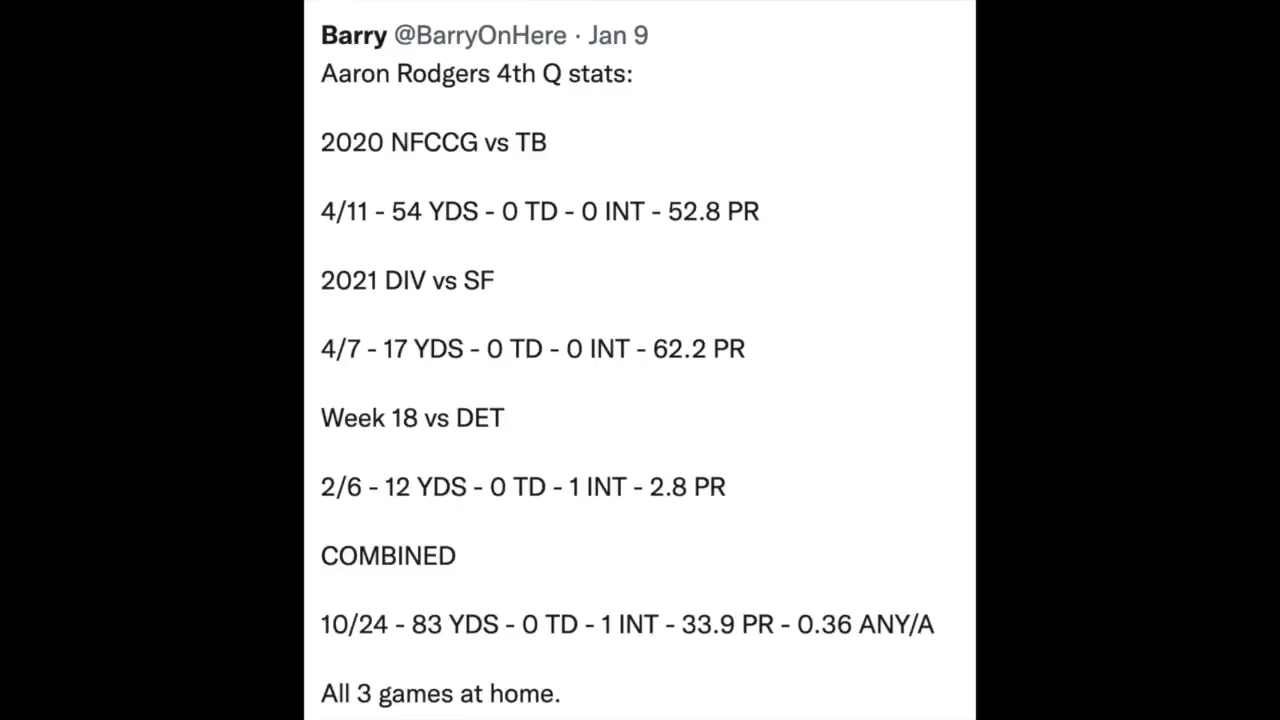 Barry @BarryOnHere · Jan 9
Aaron Rodgers 4th Q stats:
2020 NFCCG vs TB
4/11 - 54 YDS - 0 TD - 0 INT - 52.8 PR
2021 DIV vs SF
4/7 - 17 YDS - 0 TD - 0 INT - 62.2 PR
Week 18 vs DET
2/6 - 12 YDS - 0 TD - 1 INT - 2.8 PR
COMBINED
10/24 - 83 YDS - 0 TD - 1 INT - 33.9 PR - 0.36 ANY/A
All 3 games at home.